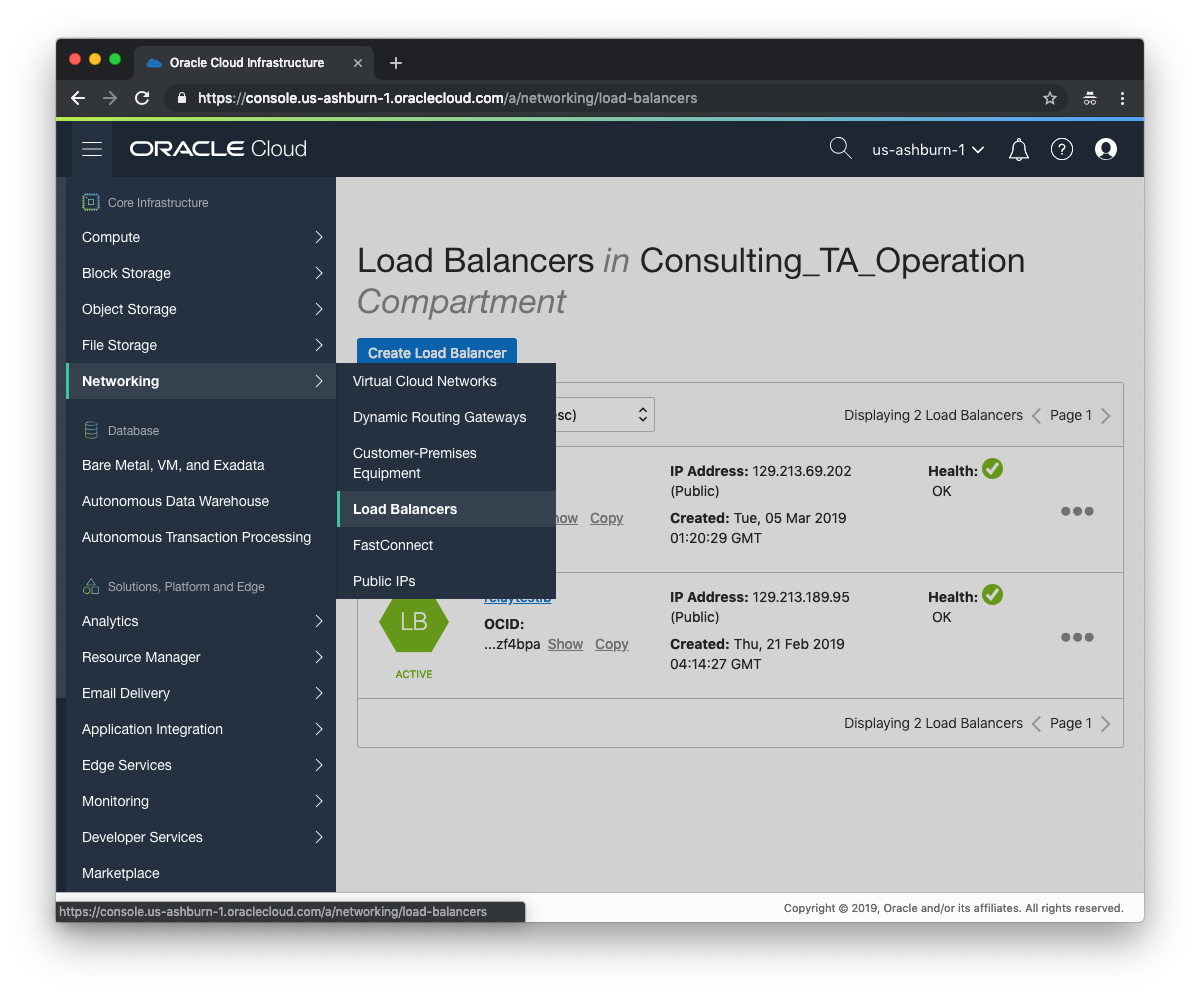 Oracle Cloud Infrastructure
https://console.us-ashburn-1.oraclecloud.com/a/networking/load-balancers
ORACLE Cloud
us-ashburn-1
Core Infrastructure
Compute
Block Storage
Object Storage
File Storage
Networking
Database
Bare Metal, VM, and Exadata
Autonomous Data Warehouse
Autonomous Transaction Processing
Solutions, Platform and Edge
Analytics
Resource Manager
Email Delivery
Application Integration
Edge Services
Monitoring
Developer Services
Marketplace
Virtual Cloud Networks
Dynamic Routing Gateways
Customer-Premises
Equipment
Load Balancers
FastConnect
Public IPs
Load Balancers in Consulting_TA_Operation
Compartment
Create Load Balancer
sc)
Displaying 2 Load Balancers Page 1
IP Address: 129.213.69.202
(Public)
Health:
OK
Copy
Created: Tue, 05 Mar 2019
01:20:29 GMT
LB
ACTIVE
OCID:
...zf4bpa Show Copy
IP Address: 129.213.189.95
(Public)
Created: Thu, 21 Feb 2019
04:14:27 GMT
Health:
OK
Displaying 2 Load Balancers Page 1
https://console.us-ashburn-1.oraclecloud.com/a/networking/load-balancers
Copyright © 2019, Oracle and/or its affiliates. All rights reserved.